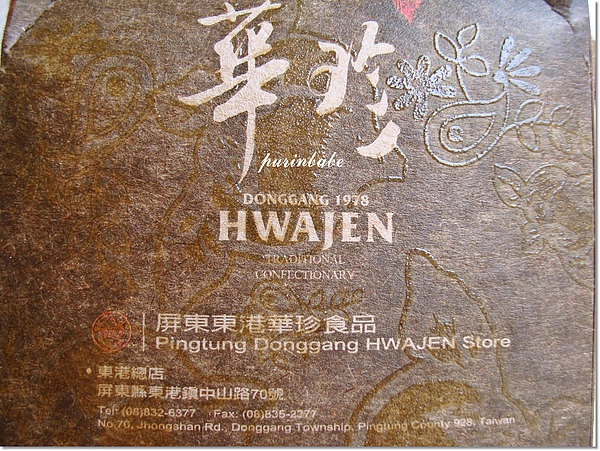 華珍
purinbabe
DONGGANG 1978
HWAJEN
TRADITIONAL
CONFECTIONARY
屏東東港華珍食品
Pingtung Donggang HWAJEN Store
• 東港總店
屏東縣東港鎮中山路70號
Tel: (08)832-6377 Fax: (08)835-2377
No.70, Jhongshan Rd., Donggang Township, Pingtung County 928, Taiwan